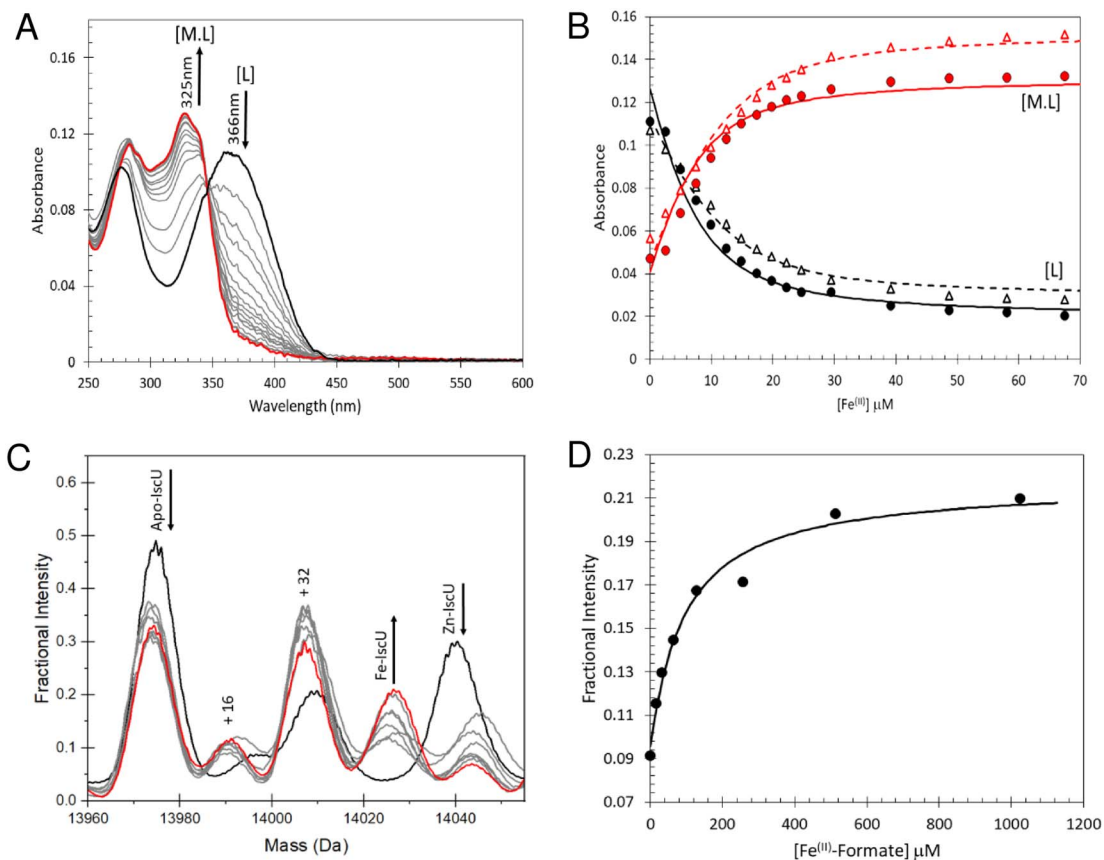 A
[M.L]
[L]
325nm
366nm
0.16
0.12
0.08
0.04
0
Absorbance
250 300 350 400 450 500 550 600
Wavelength (nm)
B
0.16
0.14
0.12
0.1
0.08
0.06
0.04
0.02
0
Absorbance
[M.L]
[L]
0 10 20 30 40 50 60 70
[Fe(II)] μM
C
0.6
0.5
0.4
0.3
0.2
0.1
0.0
Fractional Intensity
Apo-IscU
+ 16
+ 32
Fe-IscU
Zn-IscU
13960 13980 14000 14020 14040
Mass (Da)
D
0.23
0.21
0.19
0.17
0.15
0.13
0.11
0.09
0.07
Fractional Intensity
0 200 400 600 800 1000 1200
[Fe(II)-Formate] μM